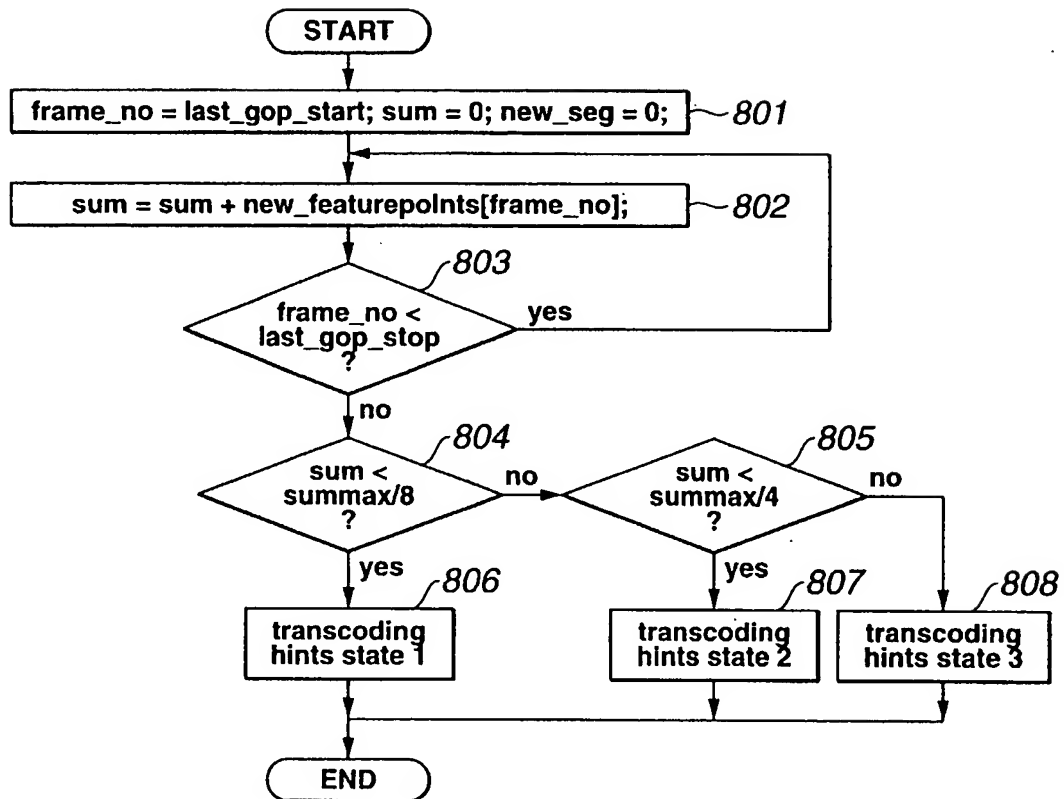 START
frame_no = last_gop_start; sum = 0; new_seg = 0;
801
sum = sum + new_featurepoints[frame_no];
802
803
frame_no <
last_gop_stop
?
yes
no
804
sum <
summax/8
?
no
805
sum <
summax/4
?
no
yes
806
transcoding
hints state 1
yes
807
transcoding
hints state 2
808
transcoding
hints state 3
END